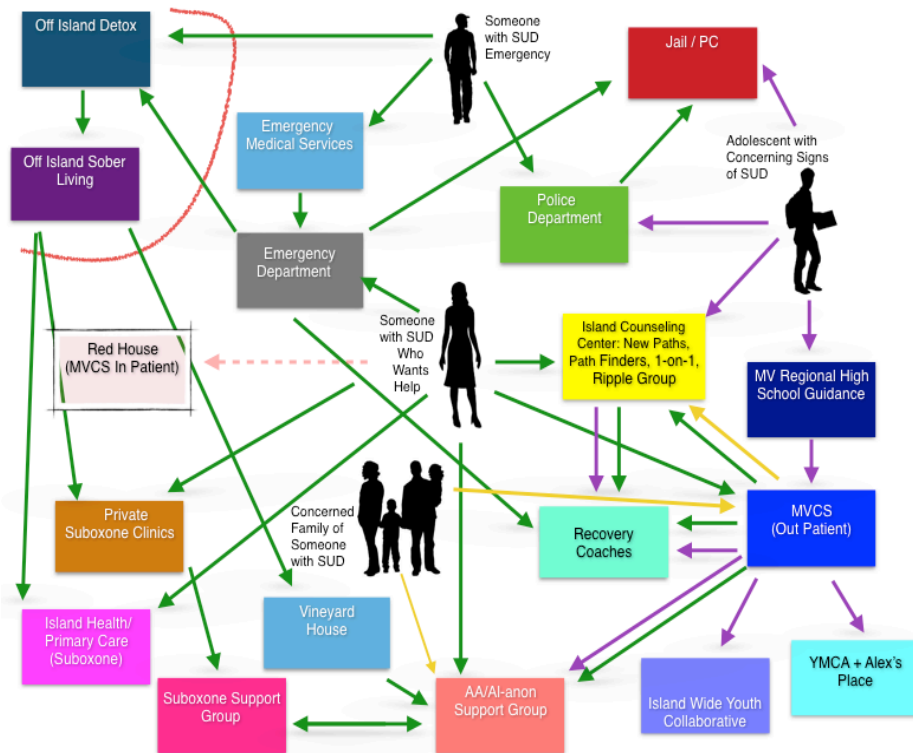 Off Island Detox
Someone
with SUD
Emergency
Jail / PC
Emergency
Medical Services
Off Island Sober
Living
Adolescent with
Concerning Signs
of SUD
Police
Department
Emergency
Department
Someone
with SUD
Who
Wants
Help
Island Counseling
Center: New Paths,
Path Finders, 1-on-1,
Ripple Group
Red House
(MVCS In Patient)
MV Regional High
School Guidance
Private
Suboxone Clinics
Concerned
Family of
Someone
with SUD
Recovery
Coaches
MVCS
(Out Patient)
Island Health/
Primary Care
(Suboxone)
Vineyard
House
Suboxone Support
Group
AA/Al-anon
Support Group
Island Wide Youth
Collaborative
YMCA + Alex's
Place